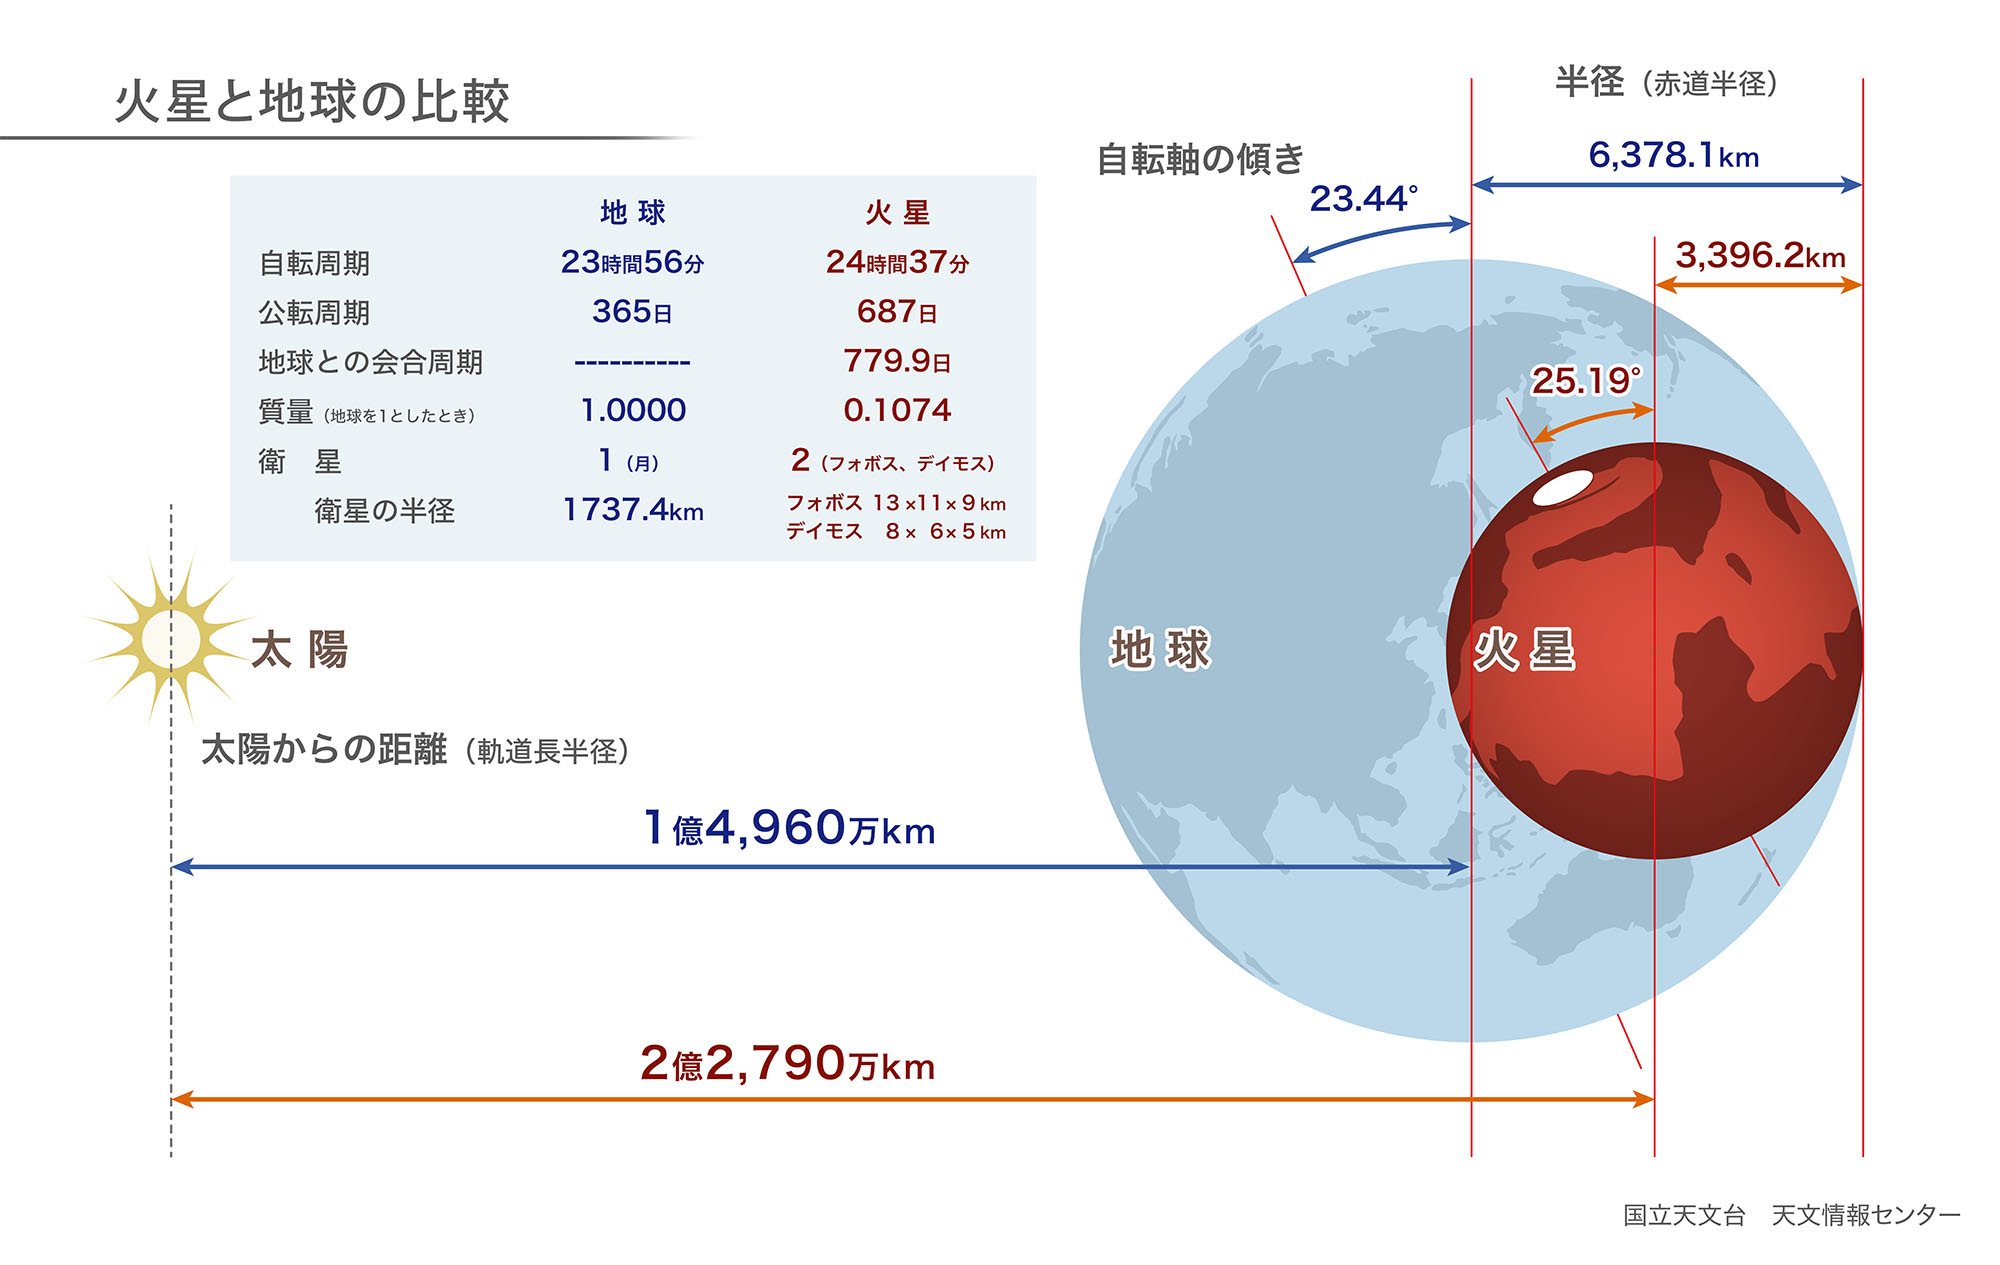 火星と地球の比較
半径（赤道半径）
6,378.1km
自転軸の傾き
23.44°
3,396.2km
25.19°
地球 火星
自転周期 23時間56分 24時間37分
公転周期 365日 687日
地球との会合周期 ---------- 779.9日
質量（地球を1としたとき） 1.0000 0.1074
衛　星 1（月） 2（フォボス、デイモス）
衛星の半径 1737.4km フォボス 13×11×9km
デイモス 8×6×5km
太陽
地球
火星
太陽からの距離（軌道長半径）
1億4,960万km
2億2,790万km
国立天文台　天文情報センター